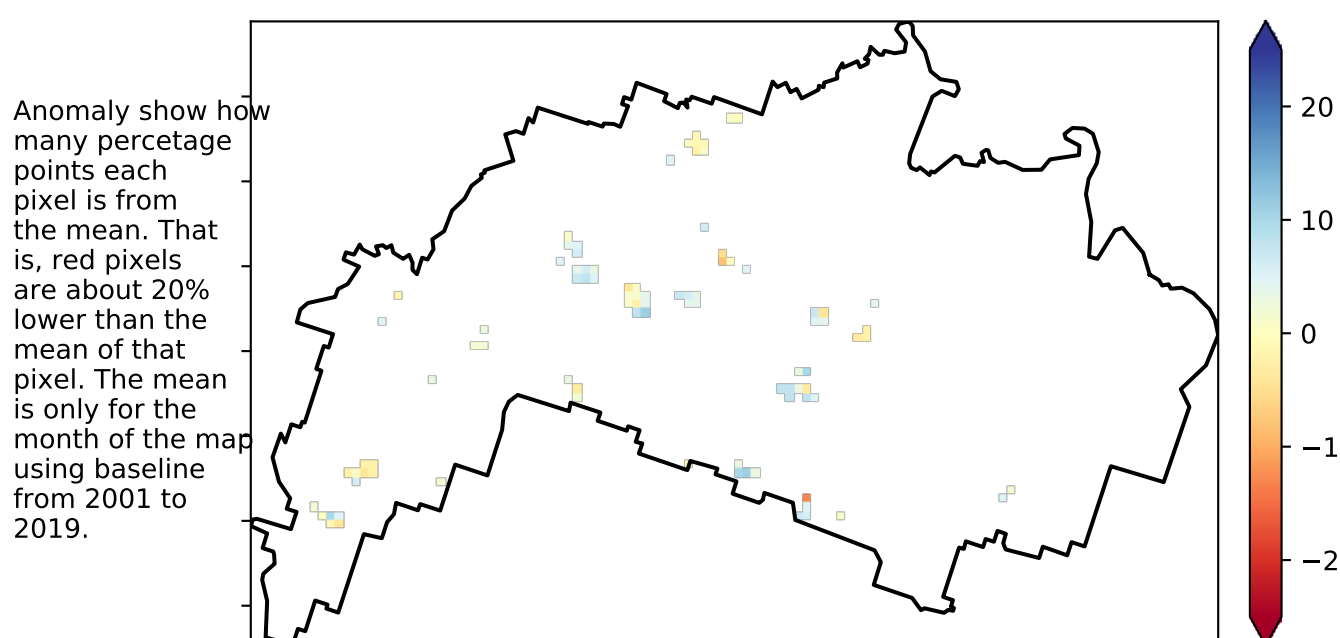 Anomaly show how
many percetage
points each
pixel is from
the mean. That
is, red pixels
are about 20%
lower than the
mean of that
pixel. The mean
is only for the
month of the map
using baseline
from 2001 to
2019.
20
10
0
−1
−2